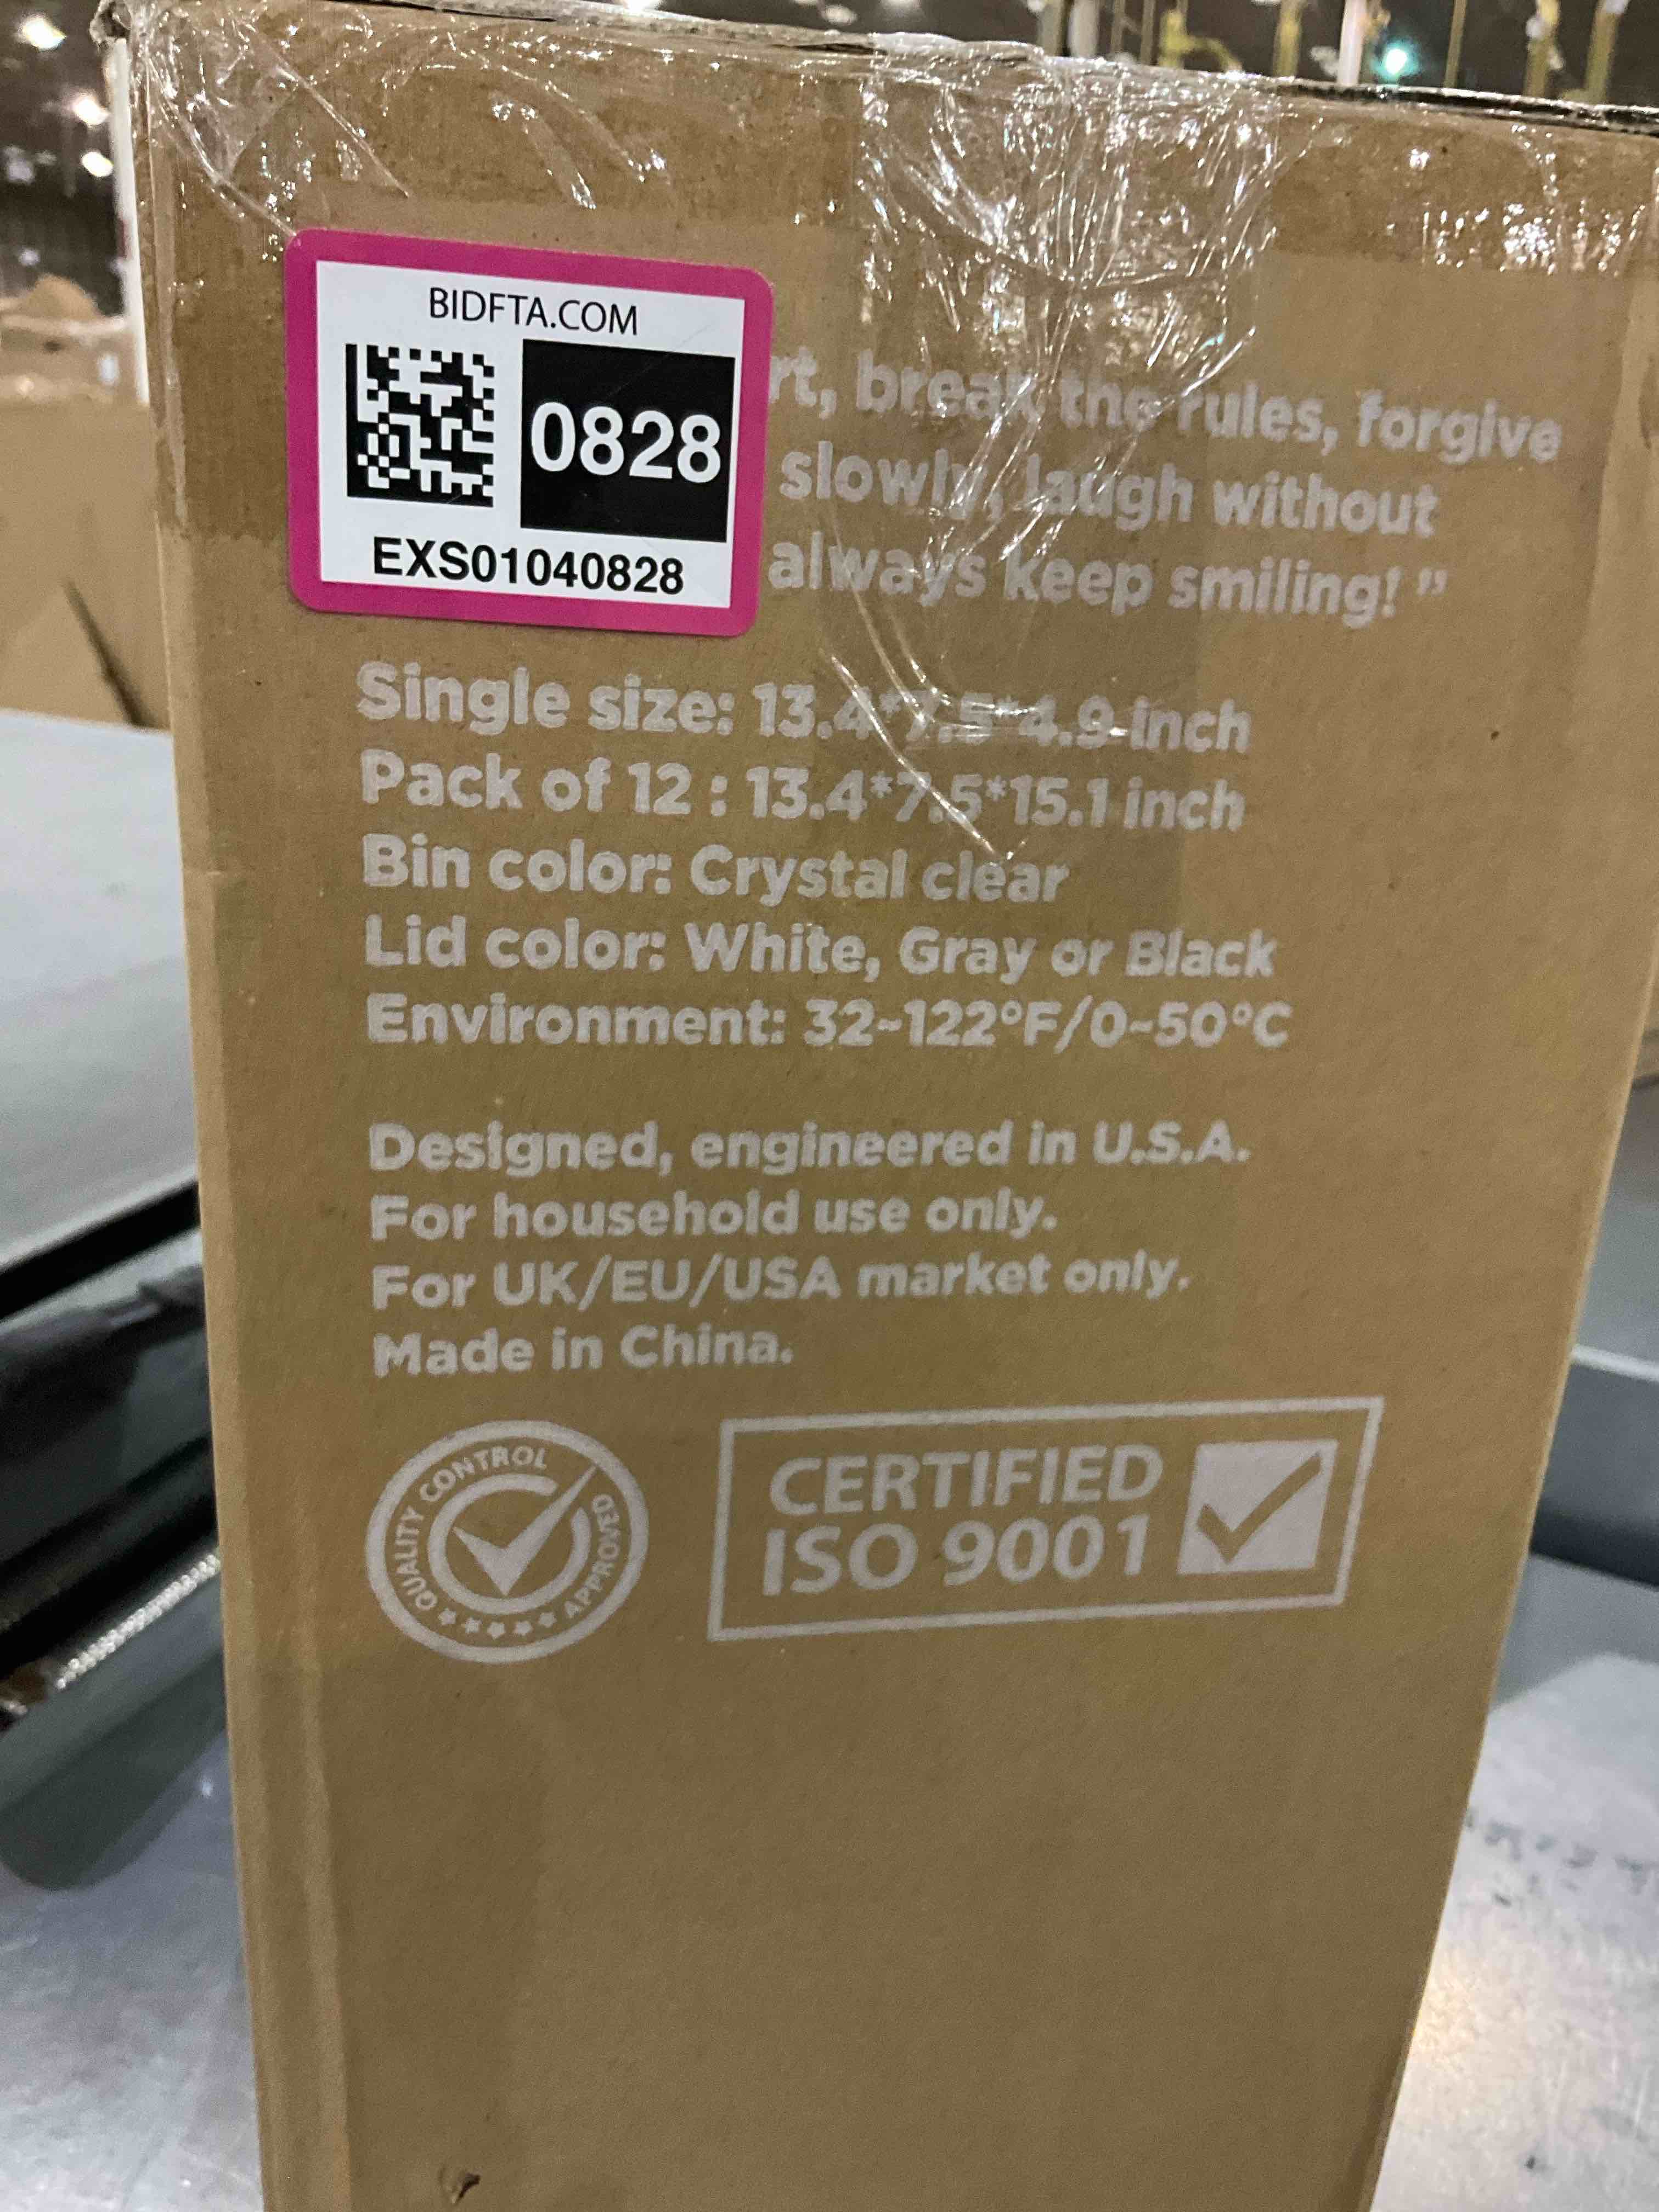 BIDFTA.COM
0828
EXS01040828
rt, break the rules, forgive
slowly, laugh without
always keep smiling! ”
Single size: 13.4*7.5*4.9 inch
Pack of 12 : 13.4*7.5*15.1 inch
Bin color: Crystal clear
Lid color: White, Gray or Black
Environment: 32~122°F/0~50°C
Designed, engineered in U.S.A.
For household use only.
For UK/EU/USA market only.
Made in China.
QUALITY CONTROL
APPROVED
CERTIFIED
ISO 9001